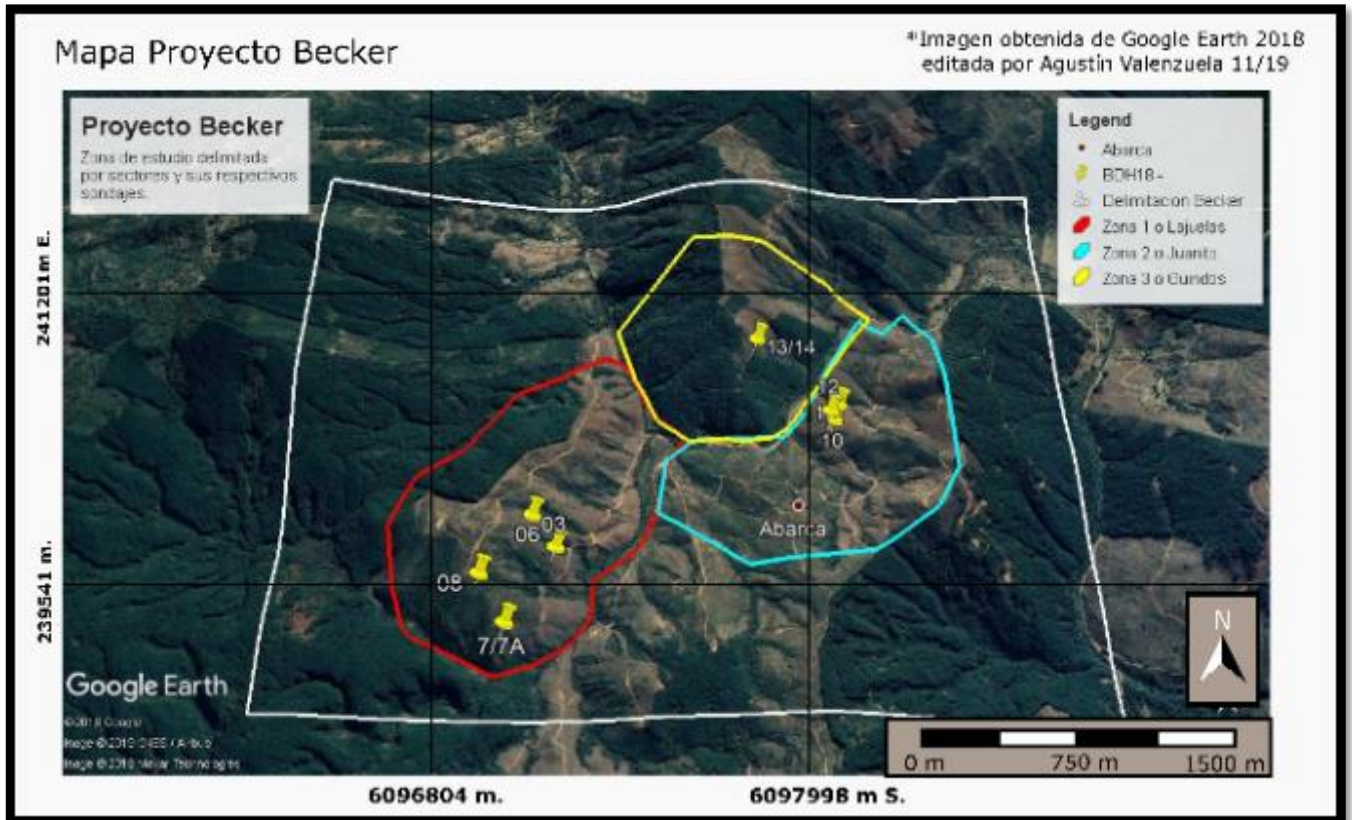 Mapa Proyecto Becker
*Imagen obtenida de Google Earth 2018
editada por Agustín Valenzuela 11/19
Proyecto Becker
Zona de estudio delimitada
por sectores y sus respectivos
sondajes.
Legend
Abarca
BDH18-
Delimitacion Becker
Zona 1 o Lajuelas
Zona 2 o Juanito
Zona 3 o Guindos
241281m E.
239541 m.
13/14
12
10
Abarca
03
06
08
7/7A
N
Google Earth
0 m 750 m 1500 m
6096804 m. 6097998 m S.